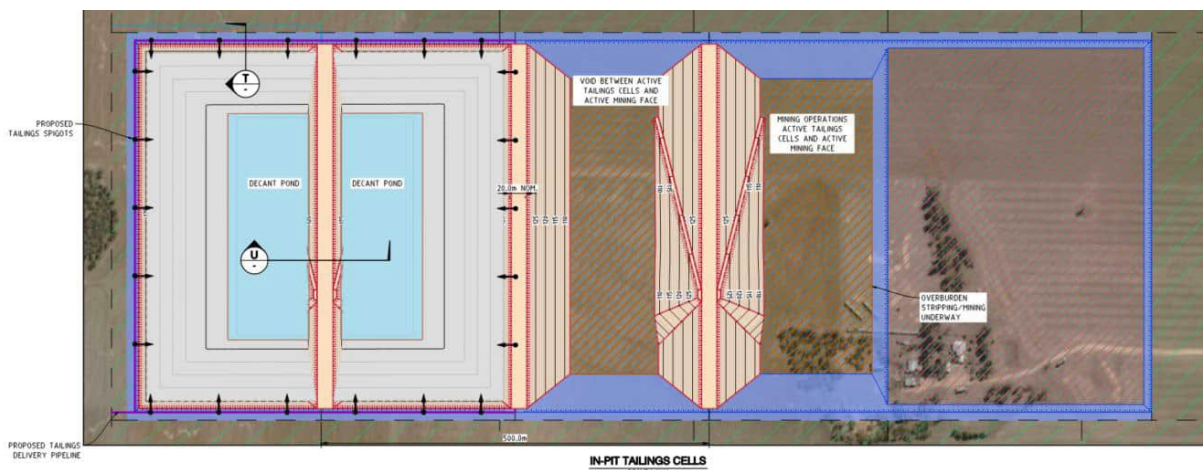 T
-
VOID BETWEEN ACTIVE
TAILINGS CELLS AND
ACTIVE MINING FACE
MINING OPERATIONS
ACTIVE TAILINGS
CELLS AND ACTIVE
MINING FACE
PROPOSED
TAILINGS SPIGOTS
DECANT POND
DECANT POND
20.0m NOM.
U
-
OVERBURDEN
STRIPPING/MINING
UNDERWAY
500.0m
PROPOSED TAILINGS
DELIVERY PIPELINE
IN-PIT TAILINGS CELLS